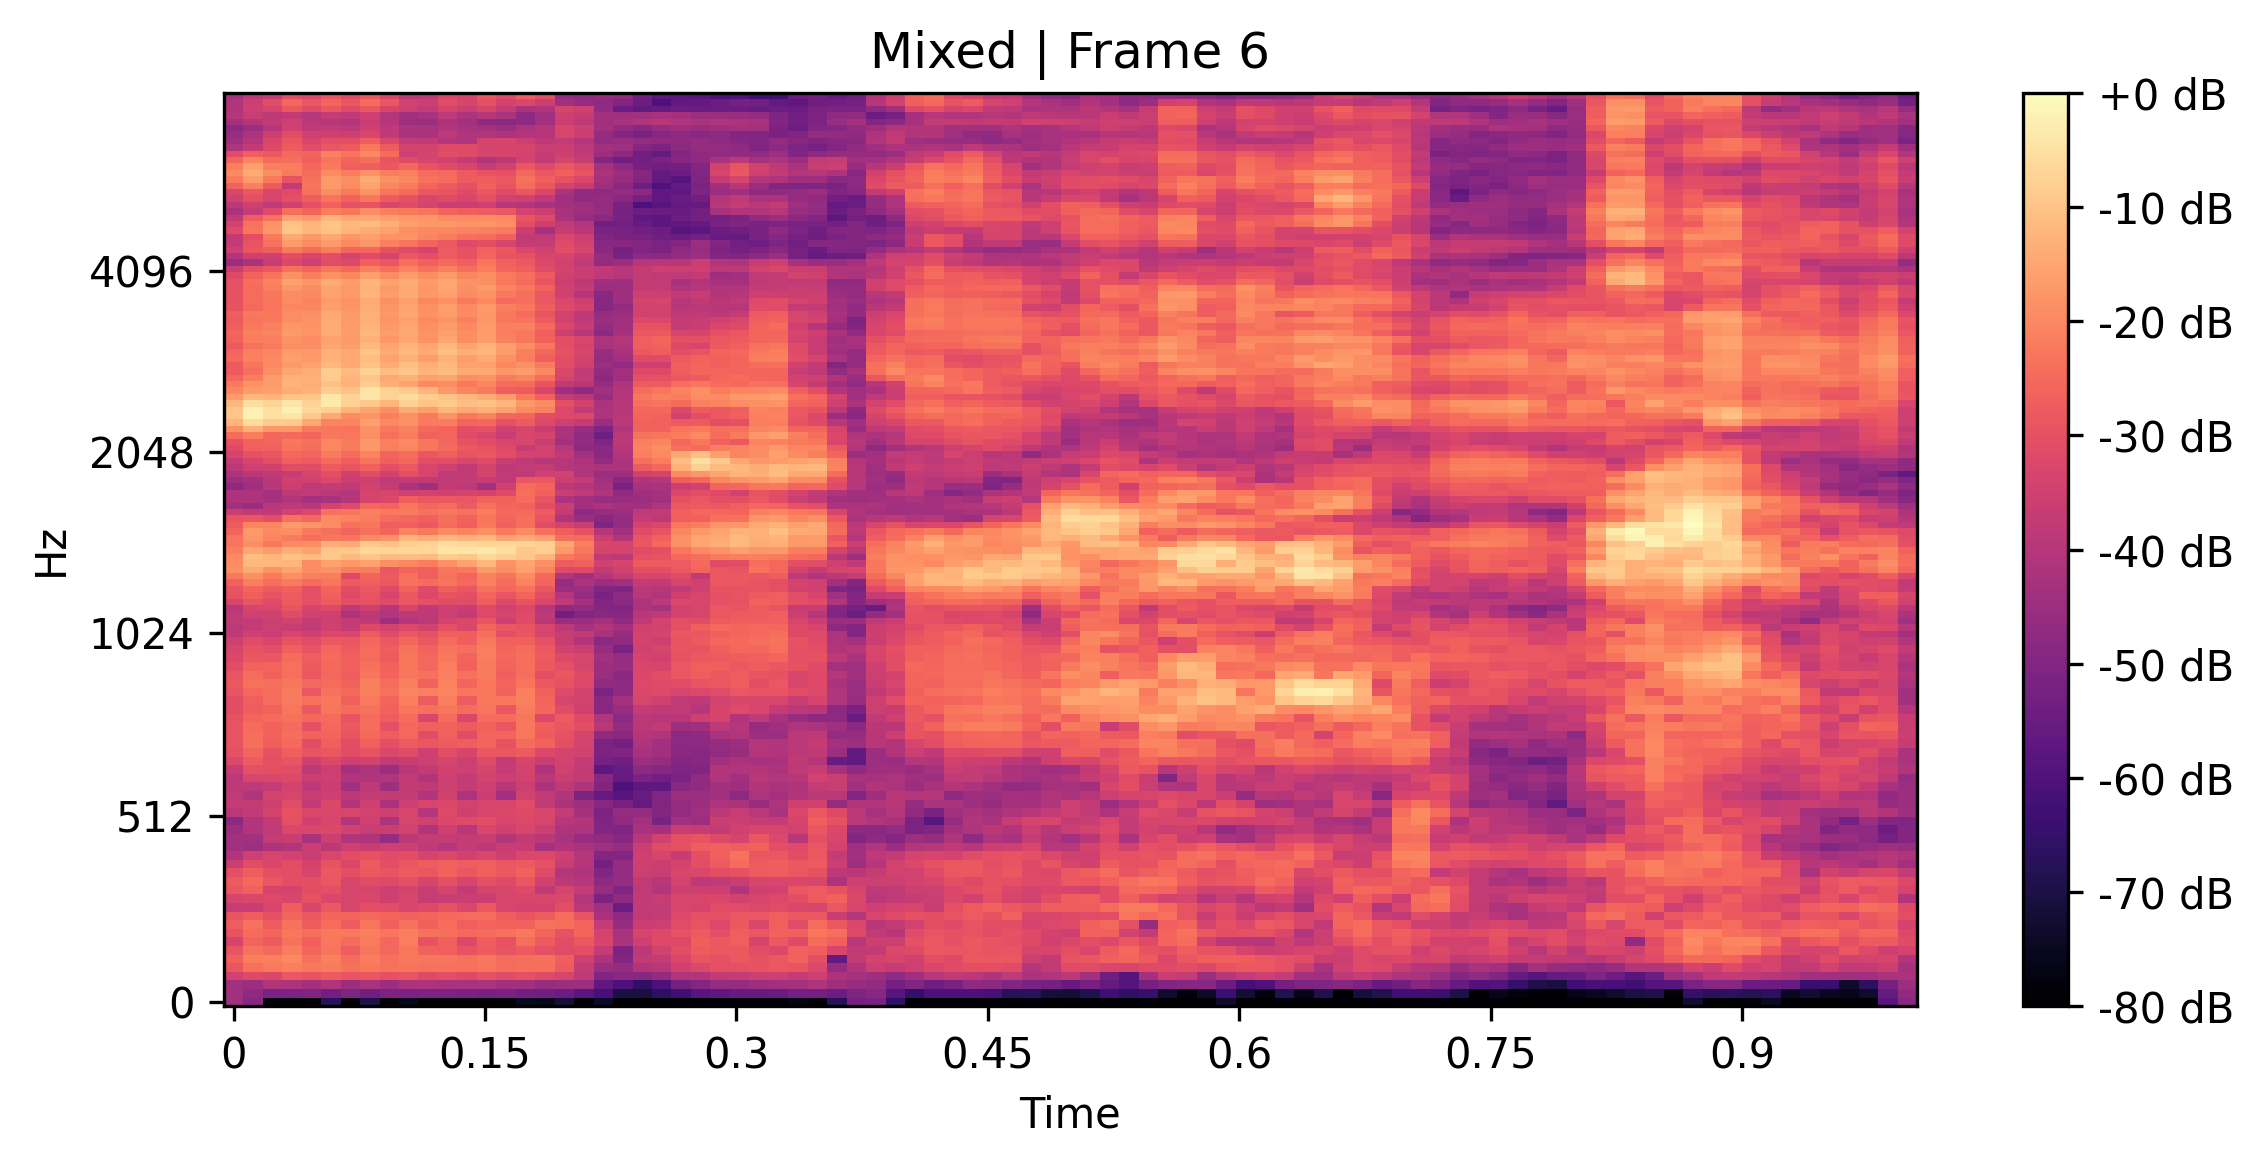 Mixed | Frame 6
+0 dB
-10 dB
4096
-20 dB
-30 dB
2048
-40 dB
Hz
1024
-50 dB
512
-60 dB
-70 dB
0
-80 dB
0 0.15 0.3 0.45 0.6 0.75 0.9
Time